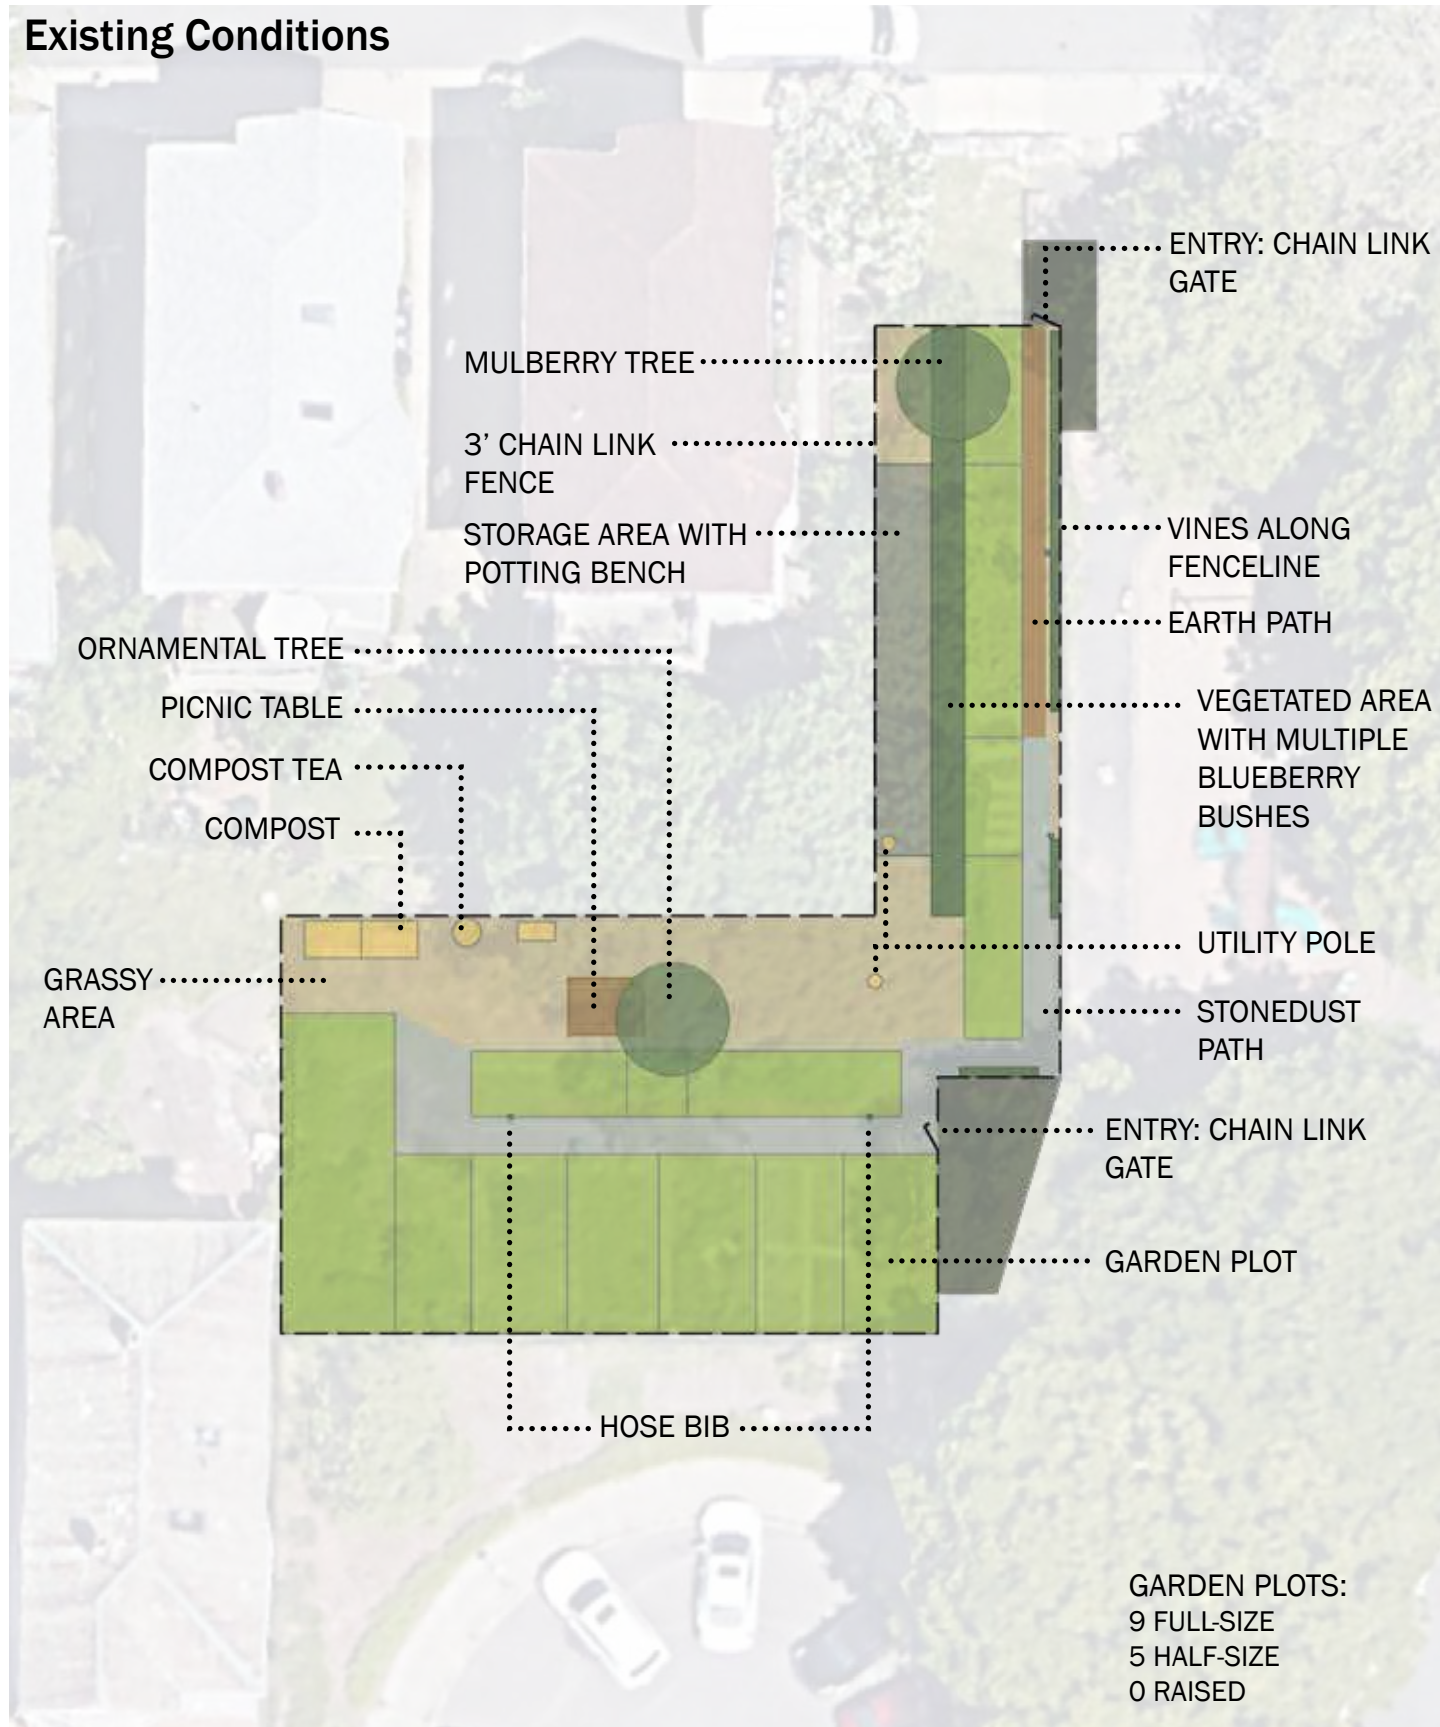 Existing Conditions
ENTRY: CHAIN LINK
GATE
MULBERRY TREE
3’ CHAIN LINK
FENCE
STORAGE AREA WITH
POTTING BENCH
VINES ALONG
FENCELINE
EARTH PATH
ORNAMENTAL TREE
PICNIC TABLE
COMPOST TEA
COMPOST
VEGETATED AREA
WITH MULTIPLE
BLUEBERRY
BUSHES
GRASSY
AREA
UTILITY POLE
STONEDUST
PATH
ENTRY: CHAIN LINK
GATE
GARDEN PLOT
HOSE BIB
GARDEN PLOTS:
9 FULL-SIZE
5 HALF-SIZE
0 RAISED